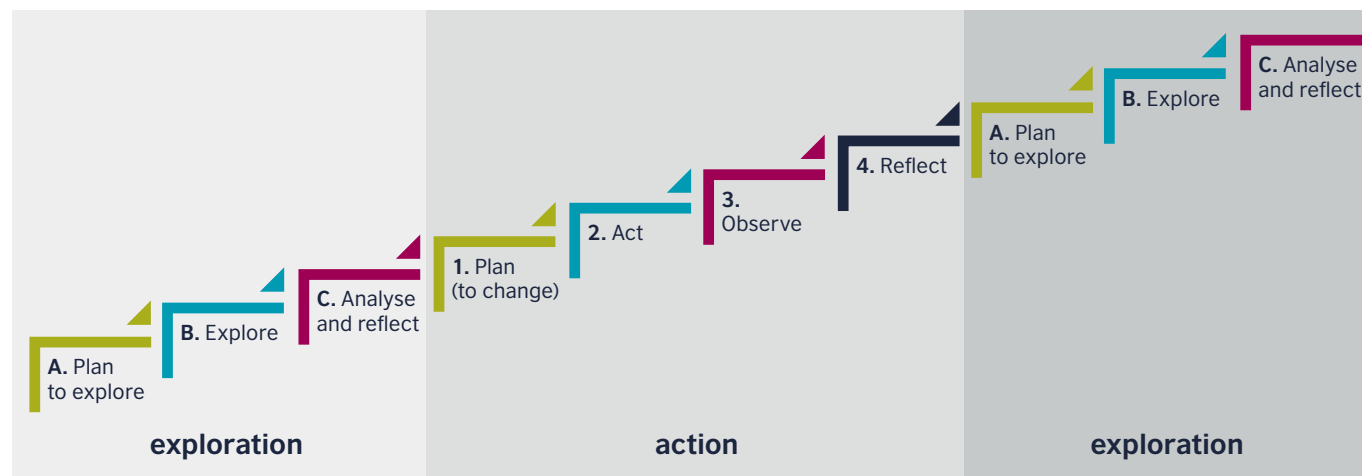 A. Plan
to explore
B. Explore
C. Analyse
and reflect
exploration
1. Plan
(to change)
2. Act
3.
Observe
4. Reflect
action
A. Plan
to explore
B. Explore
C. Analyse
and reflect
exploration